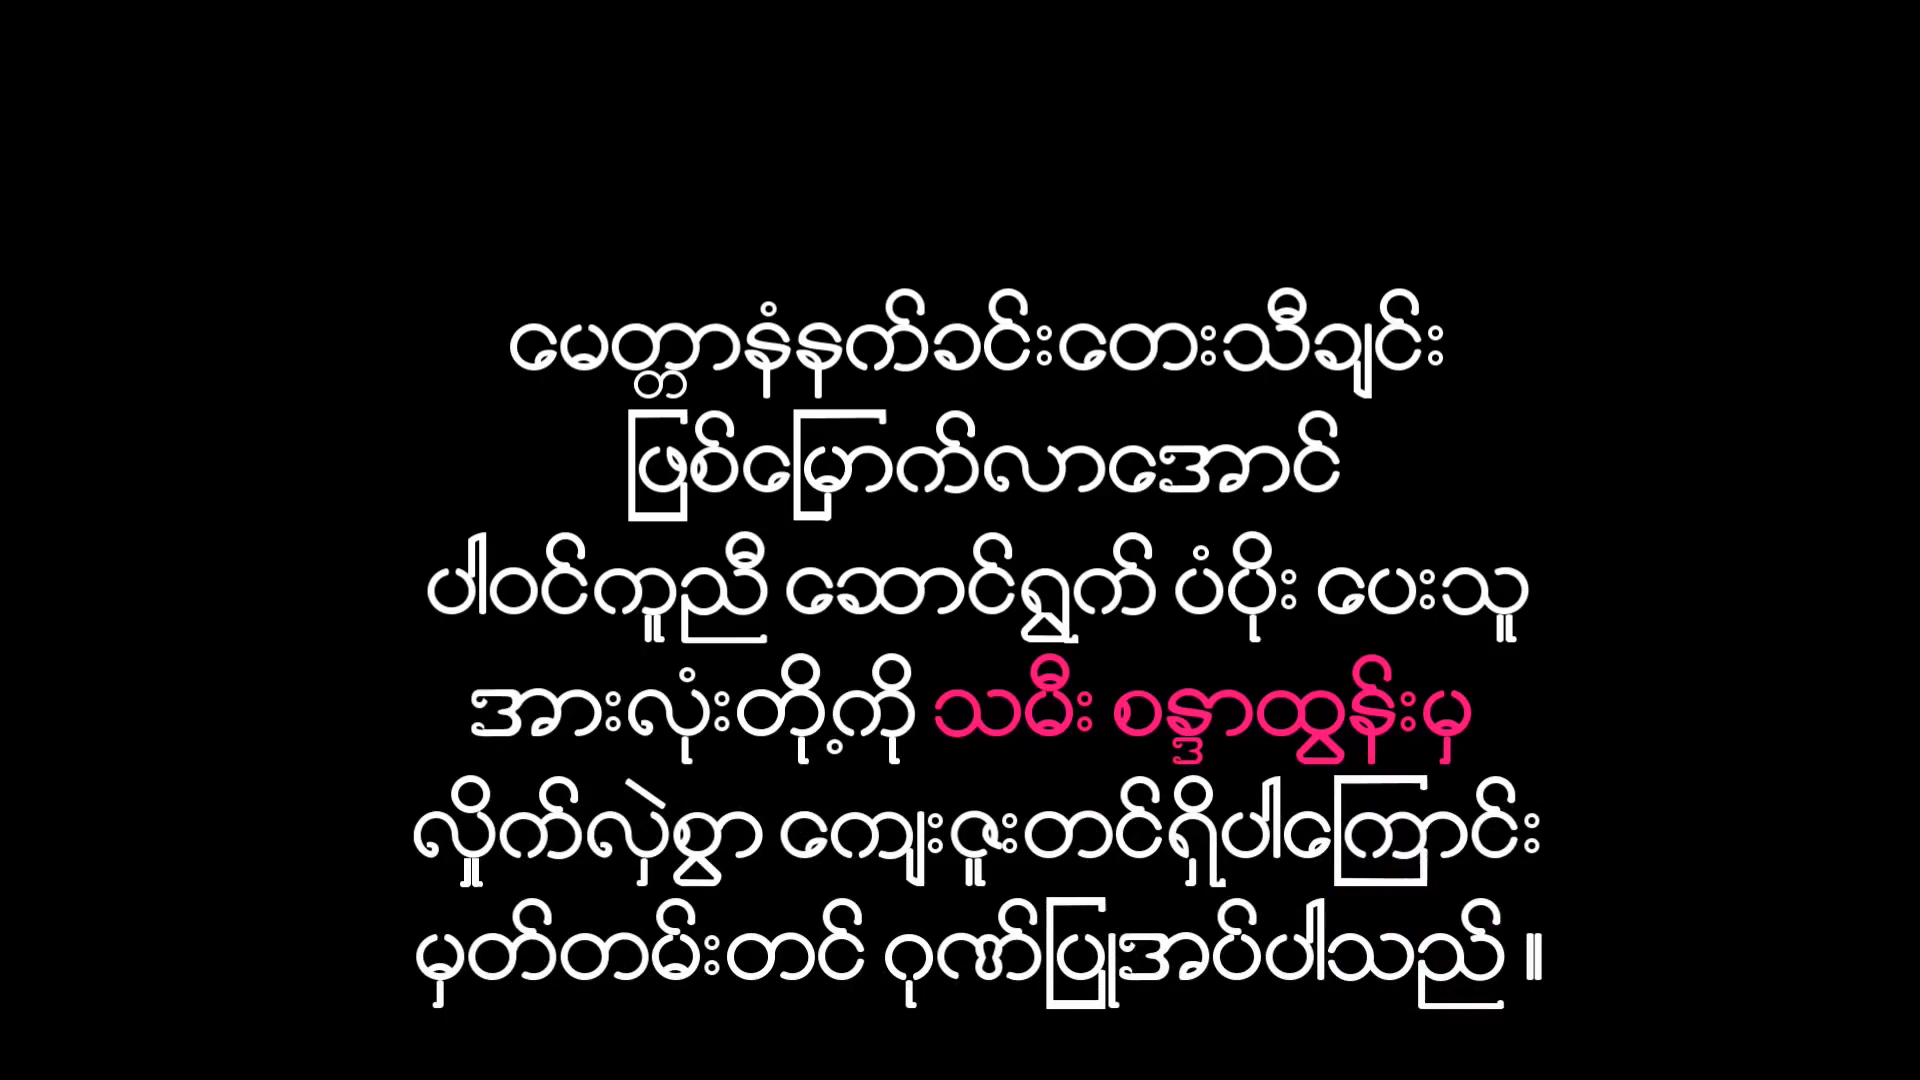 မေတ္တာနံနက်ခင်းတေးသီချင်း
ဖြစ်မြှောက်လာအောင်
ပါဝင်ကူညီ ဆောင်ရွက် ပံပိုး ပေးသူ
အားလုံးတို့ကို သမီး စန္ဒာထွန်းမှ
လှိုက်လှဲစွာ ကျေးဇူးတင်ရှိပါကြောင်း
မှတ်တမ်းတင် ဂုဏ်ပြုအပ်ပါသည် ။